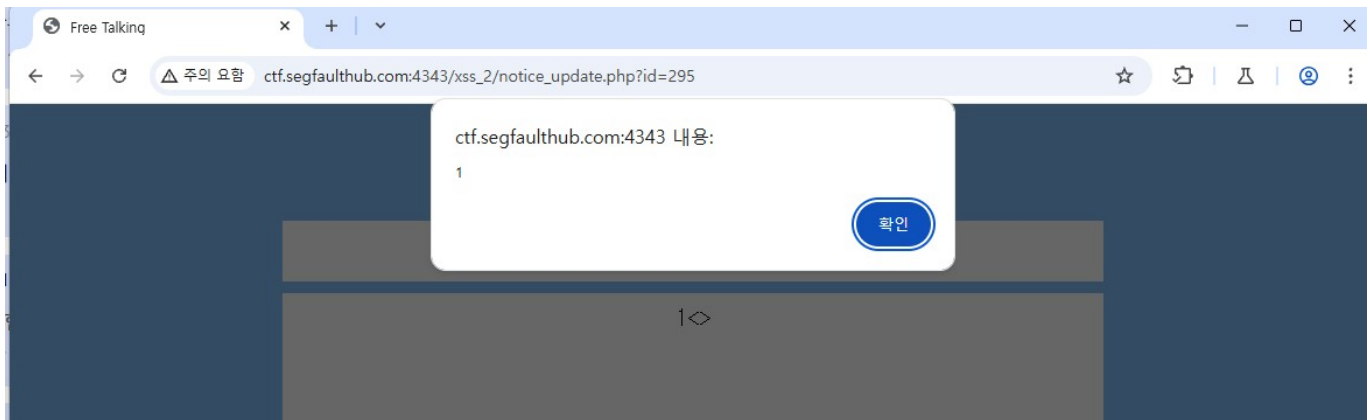 Free Talking
주의 요함 ctf.segfaulthub.com:4343/xss_2/notice_update.php?id=295
ctf.segfaulthub.com:4343 내용:
1
확인
1<>